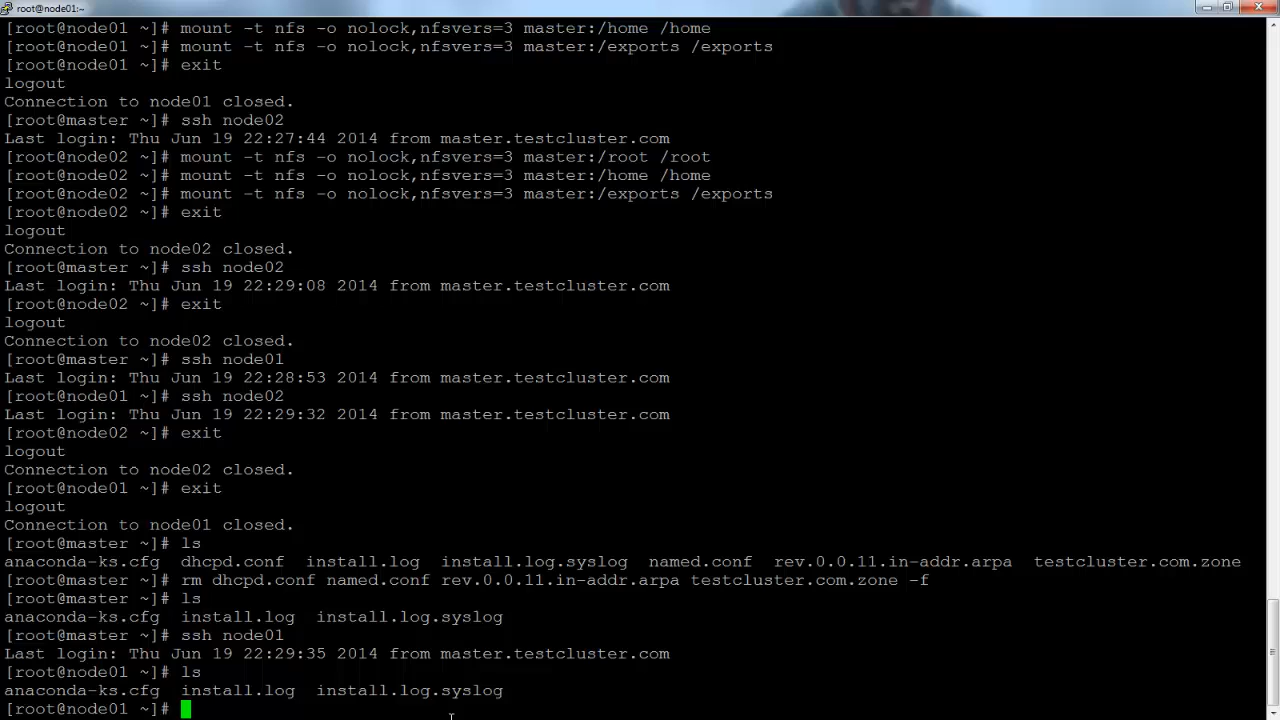 root@node01:~
[root@node01 ~]# mount -t nfs -o nolock,nfsvers=3 master:/home /home
[root@node01 ~]# mount -t nfs -o nolock,nfsvers=3 master:/exports /exports
[root@node01 ~]# exit
logout
Connection to node01 closed.
[root@master ~]# ssh node02
Last login: Thu Jun 19 22:27:44 2014 from master.testcluster.com
[root@node02 ~]# mount -t nfs -o nolock,nfsvers=3 master:/root /root
[root@node02 ~]# mount -t nfs -o nolock,nfsvers=3 master:/home /home
[root@node02 ~]# mount -t nfs -o nolock,nfsvers=3 master:/exports /exports
[root@node02 ~]# exit
logout
Connection to node02 closed.
[root@master ~]# ssh node02
Last login: Thu Jun 19 22:29:08 2014 from master.testcluster.com
[root@node02 ~]# exit
logout
Connection to node02 closed.
[root@master ~]# ssh node01
Last login: Thu Jun 19 22:28:53 2014 from master.testcluster.com
[root@node01 ~]# ssh node02
Last login: Thu Jun 19 22:29:32 2014 from master.testcluster.com
[root@node02 ~]# exit
logout
Connection to node02 closed.
[root@node01 ~]# exit
logout
Connection to node01 closed.
[root@master ~]# ls
anaconda-ks.cfg  dhcpd.conf  install.log  install.log.syslog  named.conf  rev.0.0.11.in-addr.arpa  testcluster.com.zone
[root@master ~]# rm dhcpd.conf named.conf rev.0.0.11.in-addr.arpa testcluster.com.zone -f
[root@master ~]# ls
anaconda-ks.cfg  install.log  install.log.syslog
[root@master ~]# ssh node01
Last login: Thu Jun 19 22:29:35 2014 from master.testcluster.com
[root@node01 ~]# ls
anaconda-ks.cfg  install.log  install.log.syslog
[root@node01 ~]#